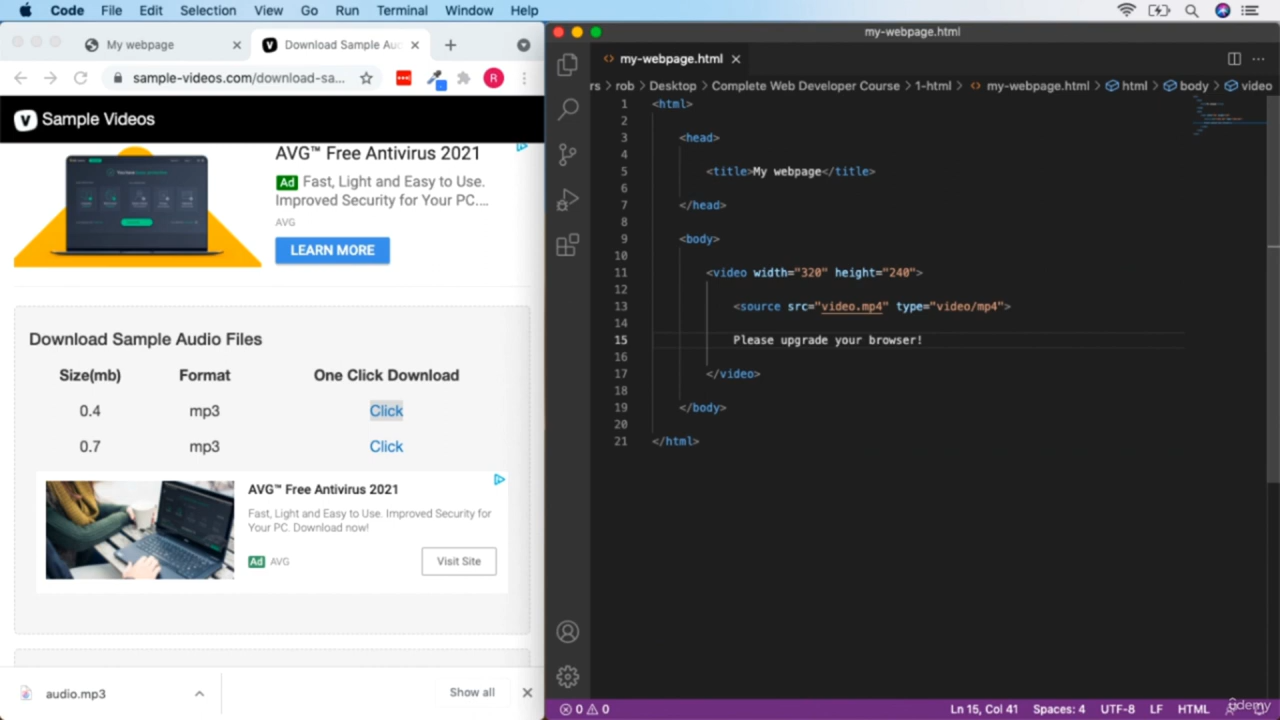 Code File Edit Selection View Go Run Terminal Window Help
My webpage
Download Sample Au
sample-videos.com/download-sa...
R
Sample Videos
AVG™ Free Antivirus 2021
Ad Fast, Light and Easy to Use.
Improved Security for Your PC....
AVG
LEARN MORE
Download Sample Audio Files
Size(mb) Format One Click Download
0.4 mp3 Click
0.7 mp3 Click
AVG™ Free Antivirus 2021
Fast, Light and Easy to Use. Improved Security for
Your PC. Download now!
Ad AVG
Visit Site
audio.mp3
Show all
my-webpage.html
my-webpage.html
rs › rob › Desktop › Complete Web Developer Course › 1-html › my-webpage.html › html › body › video
1 <html>
2
3 <head>
4
5 <title>My webpage</title>
6
7 </head>
8
9 <body>
10
11 <video width="320" height="240">
12
13 <source src="video.mp4" type="video/mp4">
14
15 Please upgrade your browser!
16
17 </video>
18
19 </body>
20
21 </html>
0 0
Ln 15, Col 41 Spaces: 4 UTF-8 LF HTML
udemy